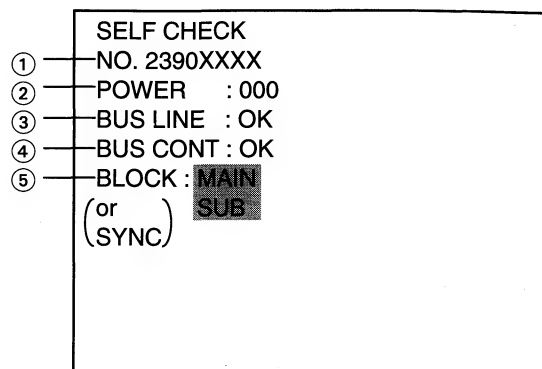 SELF CHECK
① NO. 2390XXXX
② POWER : 000
③ BUS LINE : OK
④ BUS CONT : OK
⑤ BLOCK : MAIN
(or SUB
SYNC)